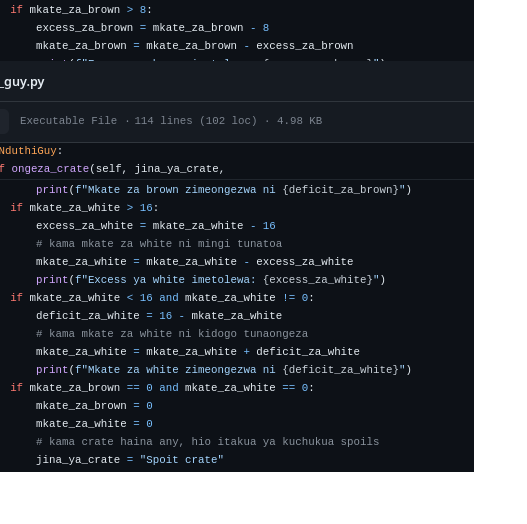 if mkate_za_brown > 8:
excess_za_brown = mkate_za_brown - 8
mkate_za_brown = mkate_za_brown - excess_za_brown
_guy.py
Executable File · 114 lines (102 loc) · 4.98 KB
NduthiGuy:
f ongeza_crate(self, jina_ya_crate,
print(f"Mkate za brown zimeongezwa ni {deficit_za_brown}")
if mkate_za_white > 16:
excess_za_white = mkate_za_white - 16
# kama mkate za white ni mingi tunatoa
mkate_za_white = mkate_za_white - excess_za_white
print(f"Excess ya white imetolewa: {excess_za_white}")
if mkate_za_white < 16 and mkate_za_white != 0:
deficit_za_white = 16 - mkate_za_white
# kama mkate za white ni kidogo tunaongeza
mkate_za_white = mkate_za_white + deficit_za_white
print(f"Mkate za white zimeongezwa ni {deficit_za_white}")
if mkate_za_brown == 0 and mkate_za_white == 0:
mkate_za_brown = 0
mkate_za_white = 0
# kama crate haina any, hio itakua ya kuchukua spoils
jina_ya_crate = "Spoit crate"